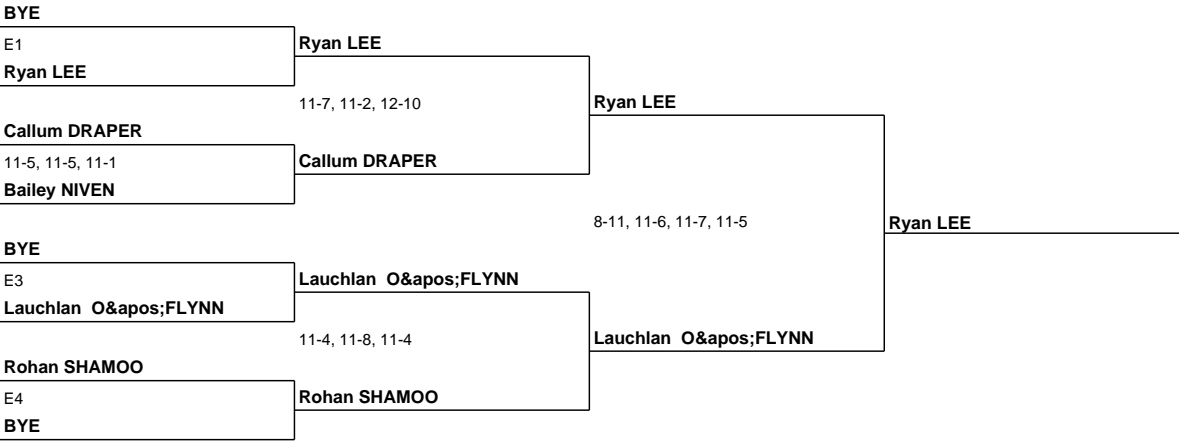 BYE
E1
Ryan LEE
Ryan LEE
11-7, 11-2, 12-10
Ryan LEE
Callum DRAPER
11-5, 11-5, 11-1
Callum DRAPER
Bailey NIVEN
8-11, 11-6, 11-7, 11-5
Ryan LEE
BYE
E3
Lauchlan  O&apos;FLYNN
Lauchlan  O&apos;FLYNN
11-4, 11-8, 11-4
Lauchlan  O&apos;FLYNN
Rohan SHAMOO
E4
Rohan SHAMOO
BYE